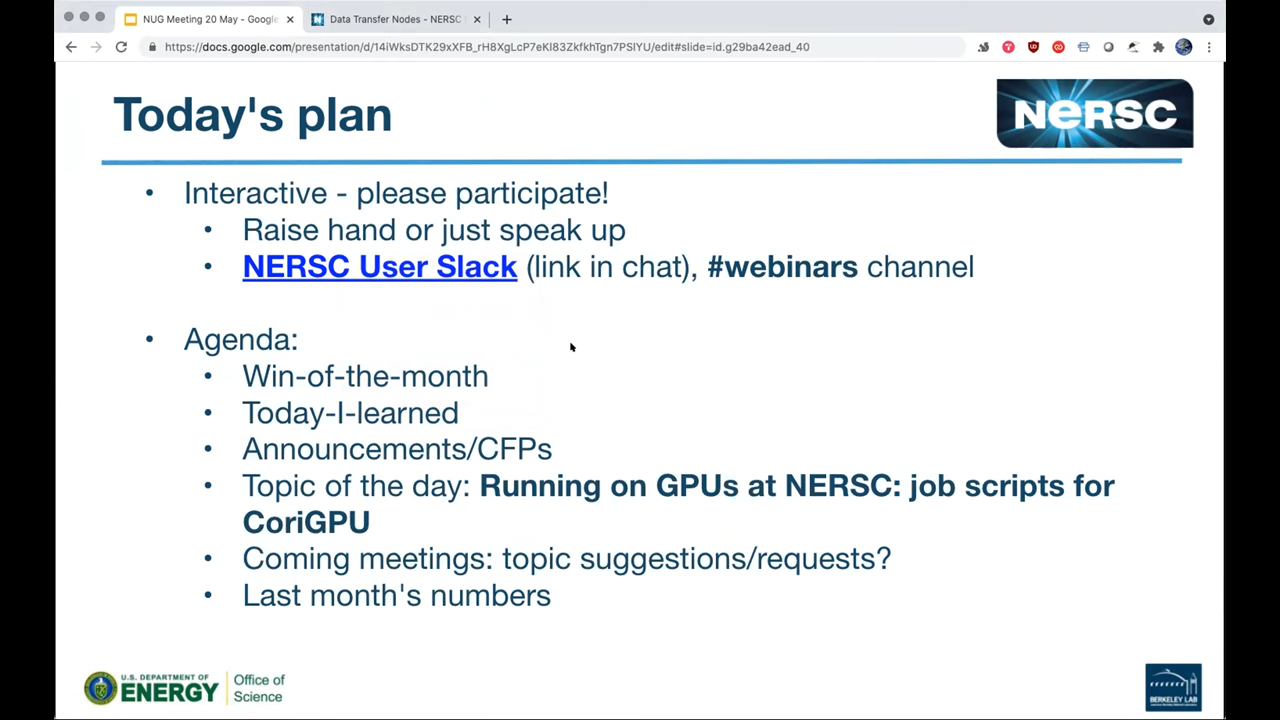 NUG Meeting 20 May - Google
Data Transfer Nodes - NERSC
https://docs.google.com/presentation/d/14iWksDTK29xXFB_rH8XgLcP7eKI83ZkfkhTgn7PSIYU/edit#slide=id.g29ba42ead_40
Today's plan
NERSC
• Interactive - please participate!
• Raise hand or just speak up
• NERSC User Slack (link in chat), #webinars channel
• Agenda:
• Win-of-the-month
• Today-I-learned
• Announcements/CFPs
• Topic of the day: Running on GPUs at NERSC: job scripts for
CoriGPU
• Coming meetings: topic suggestions/requests?
• Last month's numbers
U.S. DEPARTMENT OF
ENERGY
Office of
Science
BERKELEY LAB